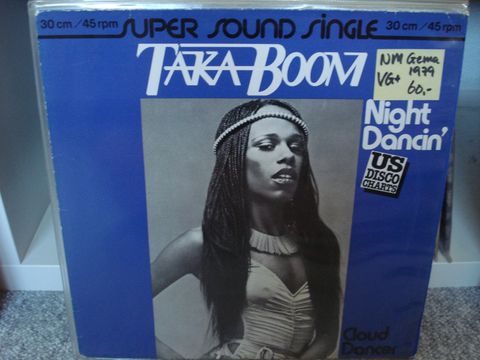 30 cm / 45 rpm
SUPER SOUND SINGLE
30 cm / 45 rpm
TAKA BOOM
NM Gema
VG+ 1979
60,-
Night
Dancin'
US
DISCO
CHARTS
Cloud
Dancer